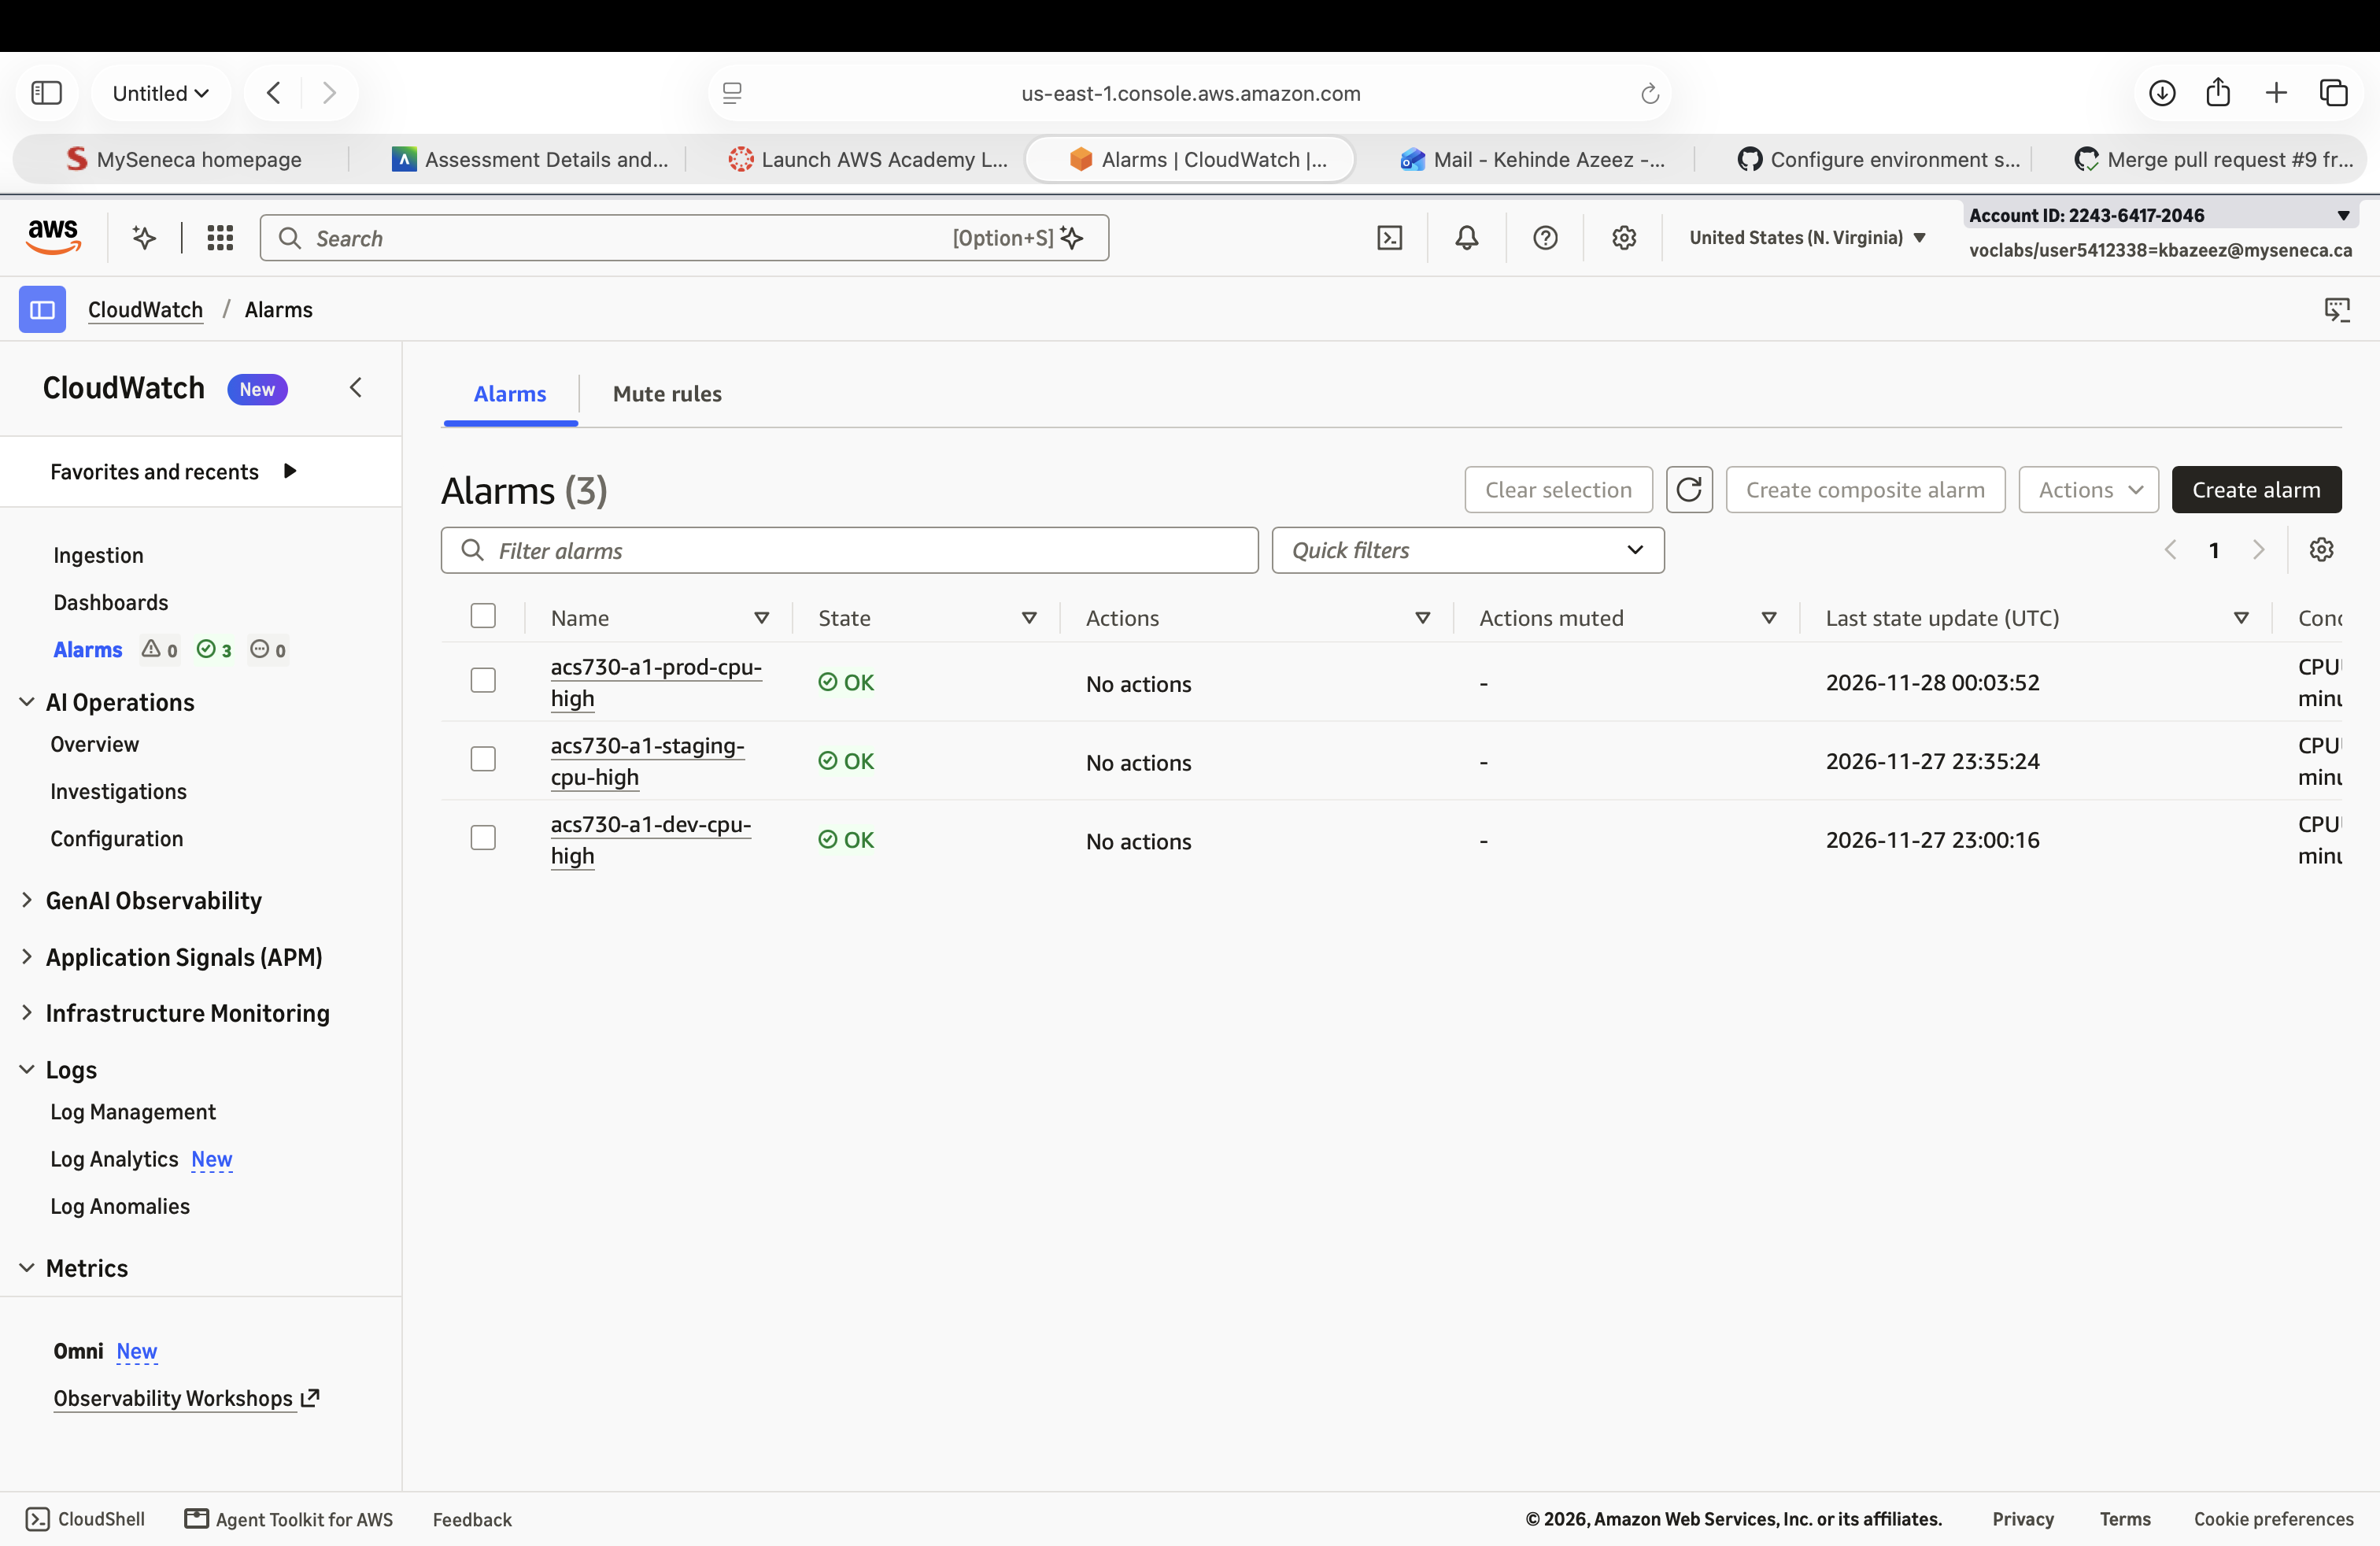 Untitled
us-east-1.console.aws.amazon.com
MySeneca homepage
Assessment Details and...
Launch AWS Academy L...
Alarms | CloudWatch |...
Mail - Kehinde Azeez -...
Configure environment s...
Merge pull request #9 fr...
aws
Search
[Option+S]
United States (N. Virginia)
Account ID: 2243-6417-2046
voclabs/user5412338=kbazeez@myseneca.ca
CloudWatch / Alarms
CloudWatch New
Favorites and recents
Ingestion
Dashboards
Alarms 0 3 0
AI Operations
Overview
Investigations
Configuration
GenAI Observability
Application Signals (APM)
Infrastructure Monitoring
Logs
Log Management
Log Analytics New
Log Anomalies
Metrics
Omni New
Observability Workshops
Alarms
Mute rules
Alarms (3)
Clear selection
Create composite alarm
Actions
Create alarm
Filter alarms
Quick filters
1
Name State Actions Actions muted Last state update (UTC)
acs730-a1-prod-cpu-
high
OK
No actions
-
2026-11-28 00:03:52
acs730-a1-staging-
cpu-high
OK
No actions
-
2026-11-27 23:35:24
acs730-a1-dev-cpu-
high
OK
No actions
-
2026-11-27 23:00:16
CloudShell
Agent Toolkit for AWS
Feedback
© 2026, Amazon Web Services, Inc. or its affiliates.
Privacy
Terms
Cookie preferences